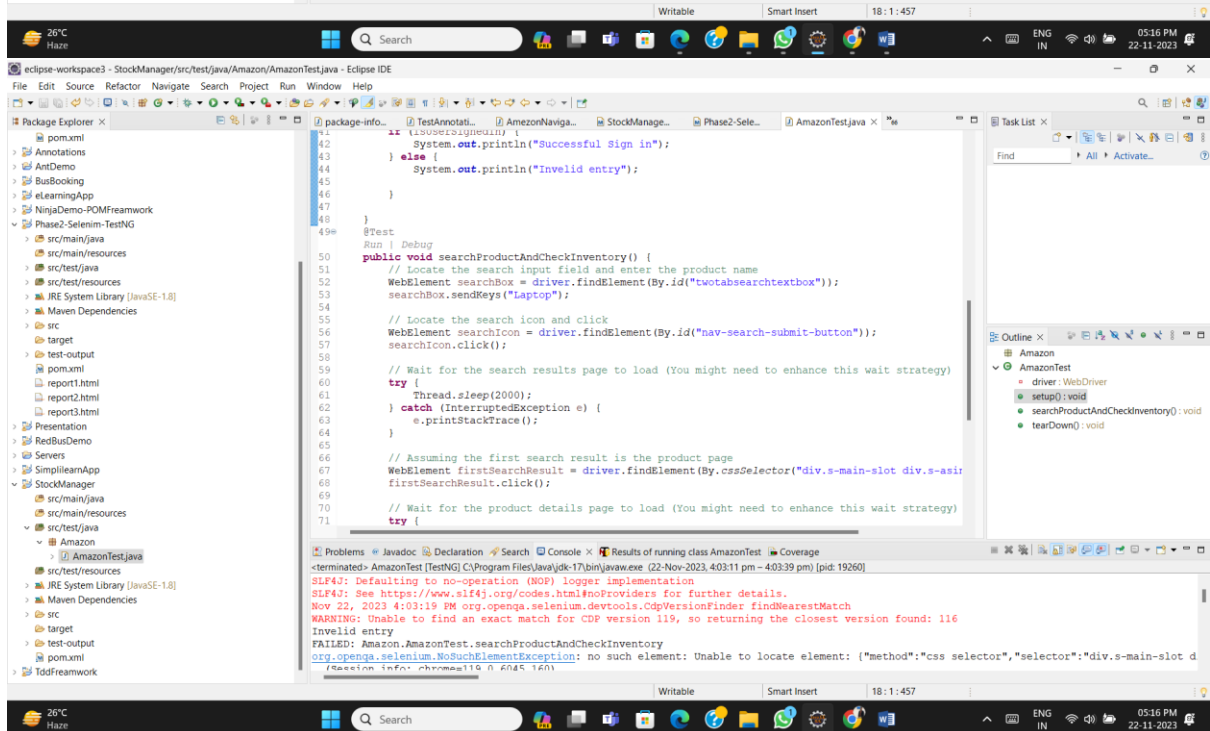 Writable Smart Insert 18 : 1 : 457
26°C
Haze
Search
ENG
IN
05:16 PM
22-11-2023
eclipse-workspace3 - StockManager/src/test/java/Amazon/AmazonTest.java - Eclipse IDE
File Edit Source Refactor Navigate Search Project Run Window Help
Package Explorer
pom.xml
Annotations
AntDemo
BusBooking
eLearningApp
NinjaDemo-POMFreamwork
Phase2-Selenim-TestNG
src/main/java
src/main/resources
src/test/java
src/test/resources
JRE System Library [JavaSE-1.8]
Maven Dependencies
src
target
test-output
pom.xml
report1.html
report2.html
report3.html
Presentation
RedBusDemo
Servers
SimplilearnApp
StockManager
src/main/java
src/main/resources
src/test/java
Amazon
AmazonTest.java
src/test/resources
JRE System Library [JavaSE-1.8]
Maven Dependencies
src
target
test-output
pom.xml
TddFreamwork
package-info... TestAnnotati... AmezonNaviga... StockManage... Phase2-Sele... AmazonTest.java
41 if (isUserSignedIn) {
42 System.out.println("Successful Sign in");
43 } else {
44 System.out.println("Invelid entry");
45
46 }
47
48 }
49 @Test
Run | Debug
50 public void searchProductAndCheckInventory() {
51 // Locate the search input field and enter the product name
52 WebElement searchBox = driver.findElement(By.id("twotabsearchtextbox"));
53 searchBox.sendKeys("Laptop");
54
55 // Locate the search icon and click
56 WebElement searchIcon = driver.findElement(By.id("nav-search-submit-button"));
57 searchIcon.click();
58
59 // Wait for the search results page to load (You might need to enhance this wait strategy)
60 try {
61 Thread.sleep(2000);
62 } catch (InterruptedException e) {
63 e.printStackTrace();
64 }
65
66 // Assuming the first search result is the product page
67 WebElement firstSearchResult = driver.findElement(By.cssSelector("div.s-main-slot div.s-asin
68 firstSearchResult.click();
69
70 // Wait for the product details page to load (You might need to enhance this wait strategy)
71 try {
Task List
Find All Activate...
Outline
Amazon
AmazonTest
driver : WebDriver
setup() : void
searchProductAndCheckInventory() : void
tearDown() : void
Problems Javadoc Declaration Search Console Results of running class AmazonTest Coverage
<terminated> AmazonTest [TestNG] C:\Program Files\Java\jdk-17\bin\javaw.exe (22-Nov-2023, 4:03:11 pm – 4:03:39 pm) [pid: 19260]
SLF4J: Defaulting to no-operation (NOP) logger implementation
SLF4J: See https://www.slf4j.org/codes.html#noProviders for further details.
Nov 22, 2023 4:03:19 PM org.openqa.selenium.devtools.CdpVersionFinder findNearestMatch
WARNING: Unable to find an exact match for CDP version 119, so returning the closest version found: 116
Invelid entry
FAILED: Amazon.AmazonTest.searchProductAndCheckInventory
org.openqa.selenium.NoSuchElementException: no such element: Unable to locate element: {"method":"css selector","selector":"div.s-main-slot d
(Session info: chrome=119.0.6045.160)
Writable Smart Insert 18 : 1 : 457
26°C
Haze
Search
ENG
IN
05:16 PM
22-11-2023